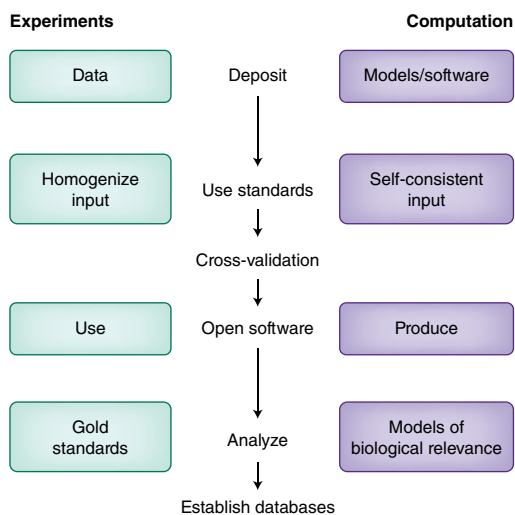 Experiments
Computation
Data
Deposit
Models/software
Homogenize
input
Use standards
Self-consistent
input
Cross-validation
Use
Open software
Produce
Gold
standards
Analyze
Models of
biological relevance
Establish databases